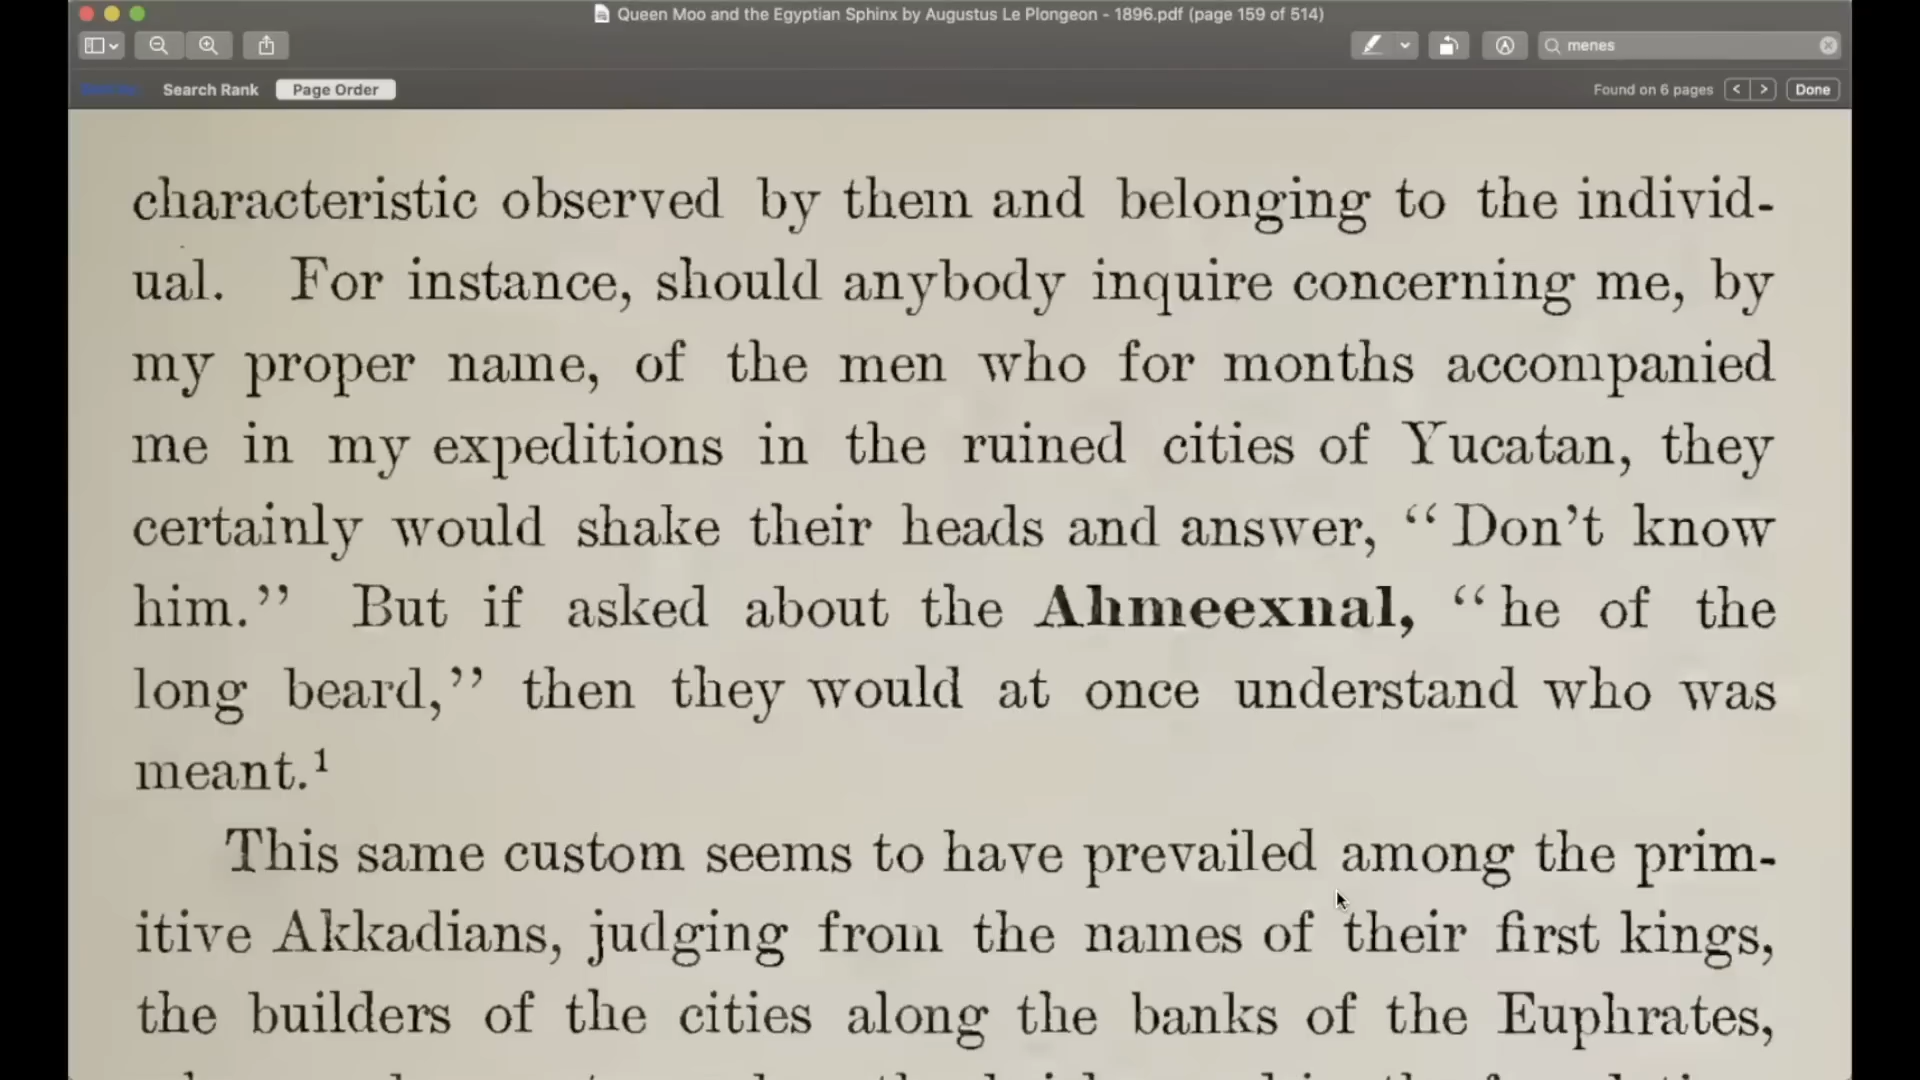 Queen Moo and the Egyptian Sphinx by Augustus Le Plongeon - 1896.pdf (page 159 of 514)
menes
Search Rank
Page Order
Found on 6 pages
<
>
Done
characteristic observed by them and belonging to the individ-
ual. For instance, should anybody inquire concerning me, by
my proper name, of the men who for months accompanied
me in my expeditions in the ruined cities of Yucatan, they
certainly would shake their heads and answer, “Don’t know
him.” But if asked about the Ahmeexnal, “he of the
long beard,” then they would at once understand who was
meant.¹
This same custom seems to have prevailed among the prim-
itive Akkadians, judging from the names of their first kings,
the builders of the cities along the banks of the Euphrates,